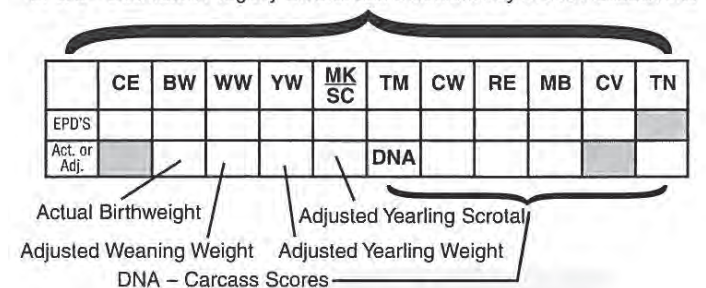 CE BW WW YW MK SC TM CW RE MB CV TN
EPD'S
Act. or
Adj. DNA
Actual Birthweight Adjusted Yearling Scrotal
Adjusted Weaning Weight Adjusted Yearling Weight
DNA – Carcass Scores